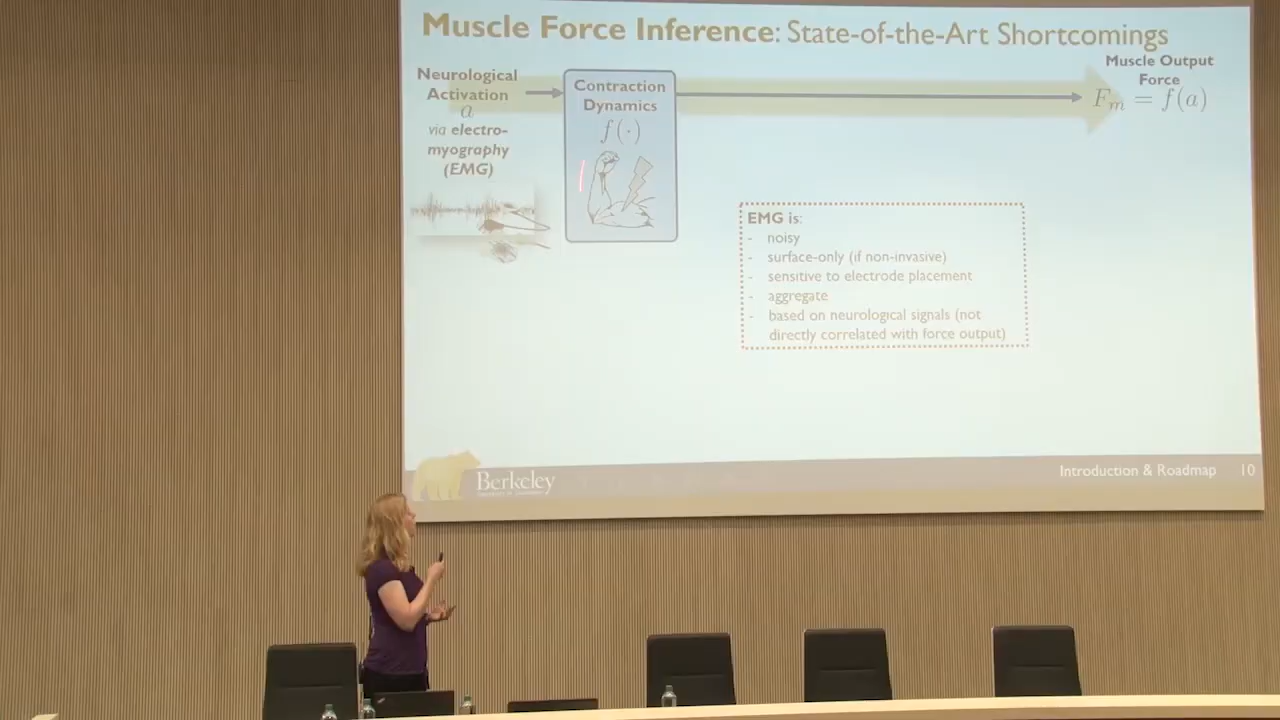 Muscle Force Inference: State-of-the-Art Shortcomings
Neurological
Activation
a
via electro-
myography
(EMG)
Contraction
Dynamics
f(·)
Muscle Output
Force
F_m = f(a)
EMG is:
- noisy
- surface-only (if non-invasive)
- sensitive to electrode placement
- aggregate
- based on neurological signals (not
directly correlated with force output)
Berkeley
Introduction & Roadmap 10